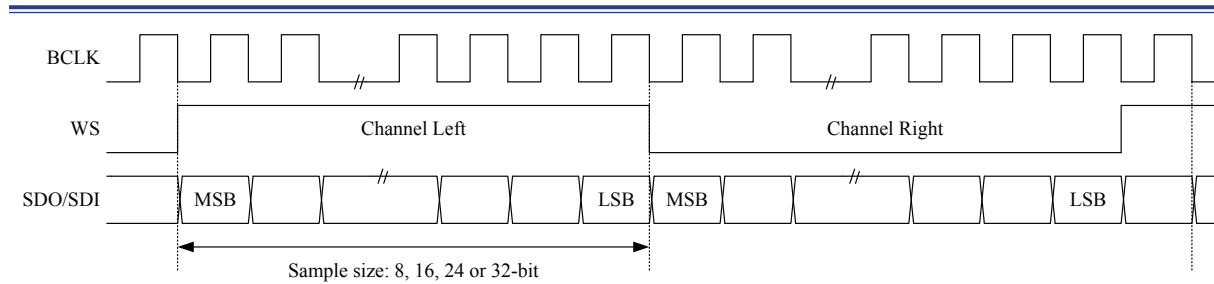 BCLK
WS
Channel Left
Channel Right
SDO/SDI
MSB
LSB
MSB
LSB
Sample size: 8, 16, 24 or 32-bit